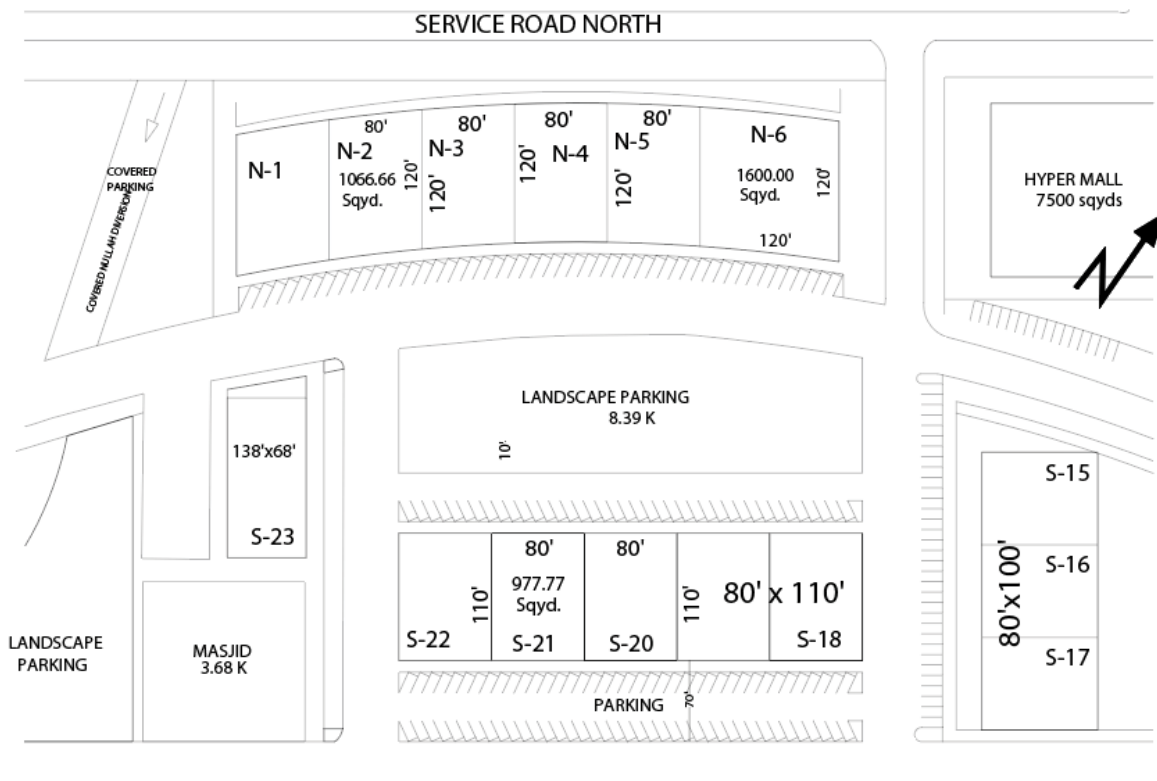 SERVICE ROAD NORTH
COVERED
PARKING
COVERED NULLAH DIVERSION
N-1
80'
N-2
1066.66
Sqyd.
120'
80'
N-3
120'
80'
120'
N-4
80'
N-5
120'
N-6
1600.00
Sqyd.
120'
120'
HYPER MALL
7500 sqyds
N
LANDSCAPE PARKING
8.39 K
10'
138'x68'
S-23
LANDSCAPE
PARKING
MASJID
3.68 K
110'
S-22
80'
977.77
Sqyd.
S-21
80'
S-20
110'
80' x 110'
S-18
PARKING
70'
S-15
S-16
80'x100'
S-17